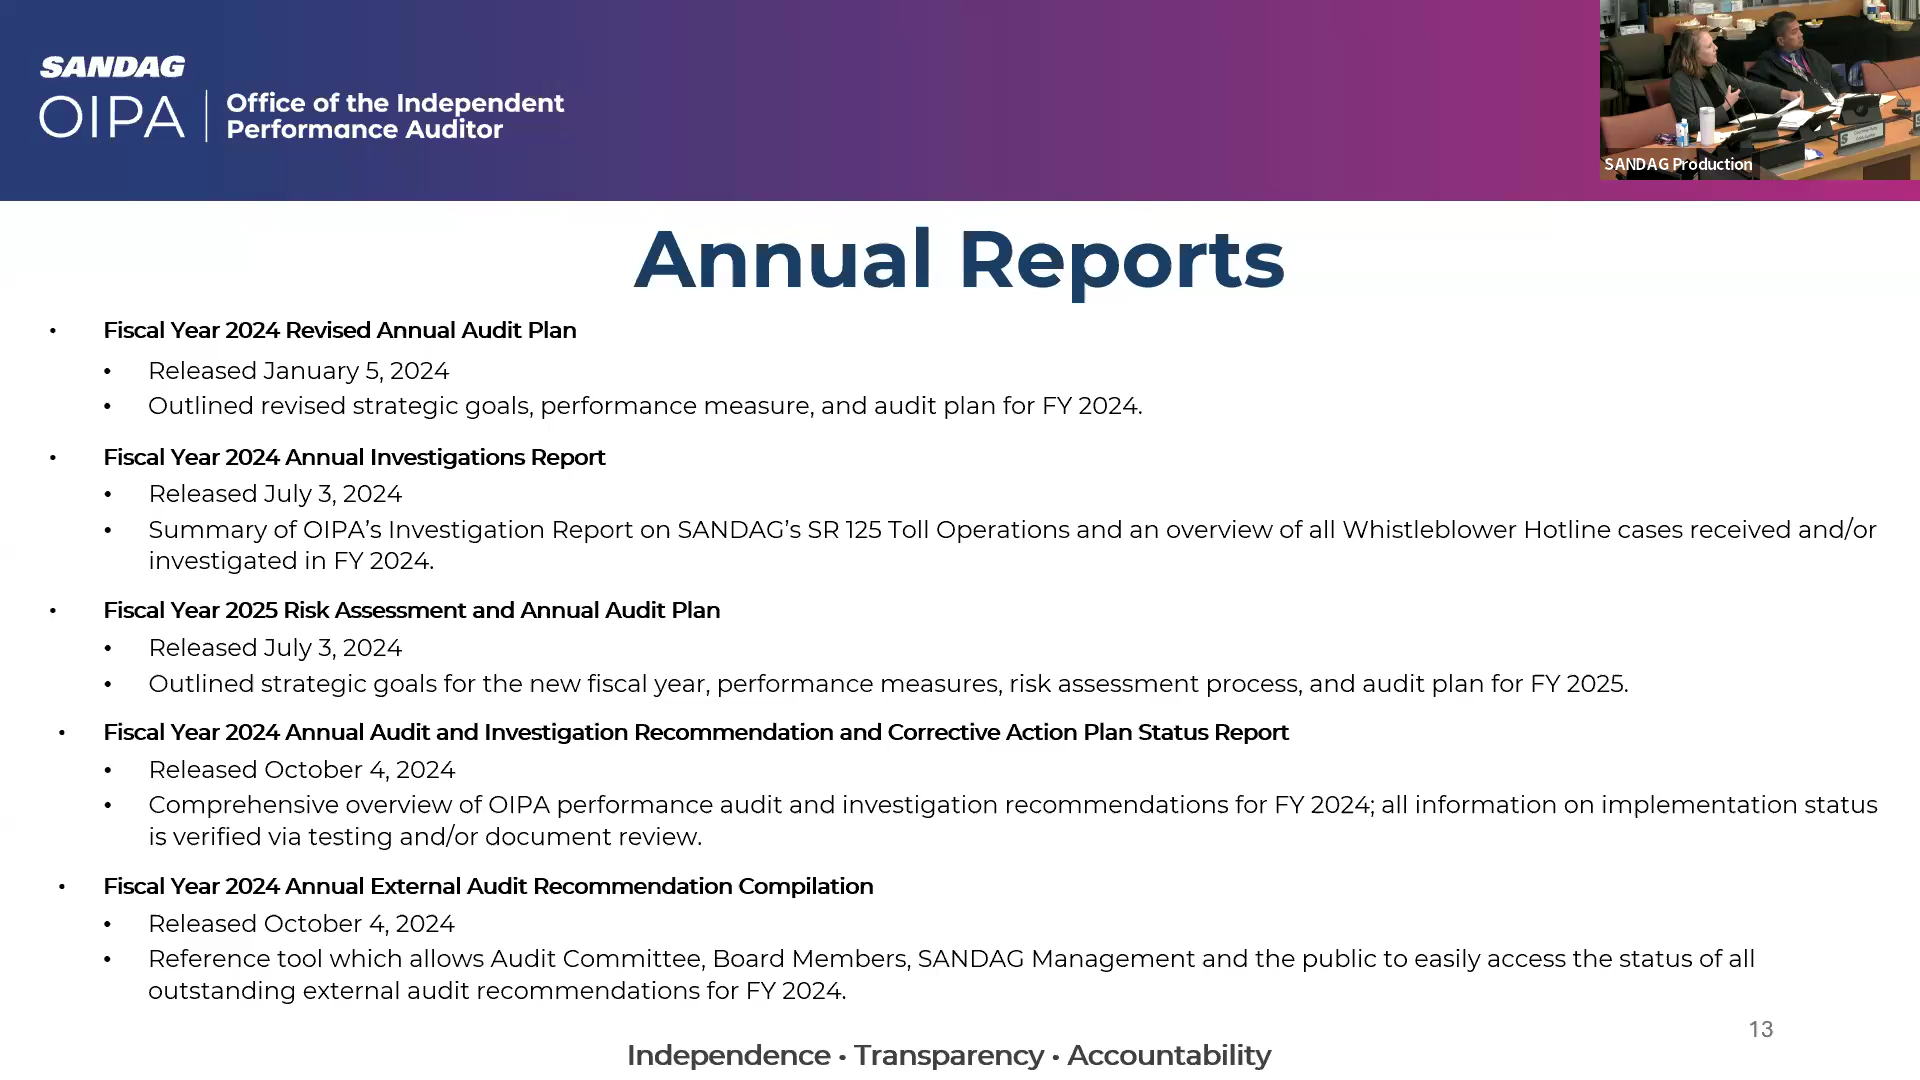 SANDAG
OIPA
Office of the Independent
Performance Auditor
SANDAG Production
Annual Reports
• Fiscal Year 2024 Revised Annual Audit Plan
• Released January 5, 2024
• Outlined revised strategic goals, performance measure, and audit plan for FY 2024.
• Fiscal Year 2024 Annual Investigations Report
• Released July 3, 2024
• Summary of OIPA’s Investigation Report on SANDAG’s SR 125 Toll Operations and an overview of all Whistleblower Hotline cases received and/or
investigated in FY 2024.
• Fiscal Year 2025 Risk Assessment and Annual Audit Plan
• Released July 3, 2024
• Outlined strategic goals for the new fiscal year, performance measures, risk assessment process, and audit plan for FY 2025.
• Fiscal Year 2024 Annual Audit and Investigation Recommendation and Corrective Action Plan Status Report
• Released October 4, 2024
• Comprehensive overview of OIPA performance audit and investigation recommendations for FY 2024; all information on implementation status
is verified via testing and/or document review.
• Fiscal Year 2024 Annual External Audit Recommendation Compilation
• Released October 4, 2024
• Reference tool which allows Audit Committee, Board Members, SANDAG Management and the public to easily access the status of all
outstanding external audit recommendations for FY 2024.
13
Independence • Transparency • Accountability